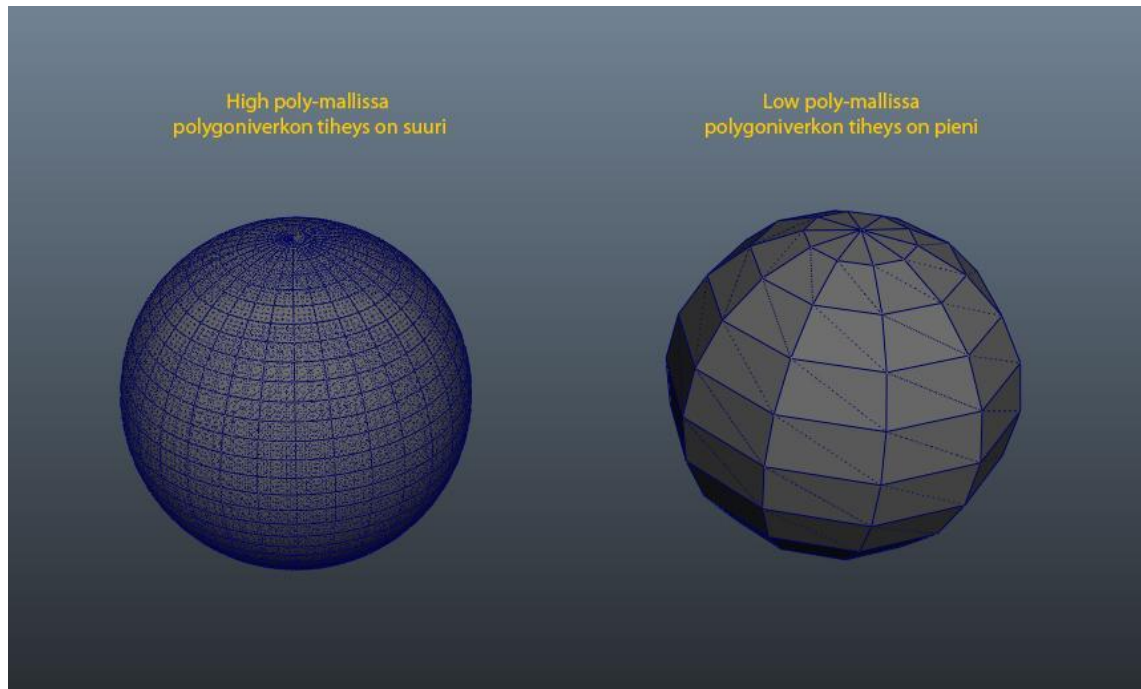 High poly-mallissa
polygoniverkon tiheys on suuri
Low poly-mallissa
polygoniverkon tiheys on pieni